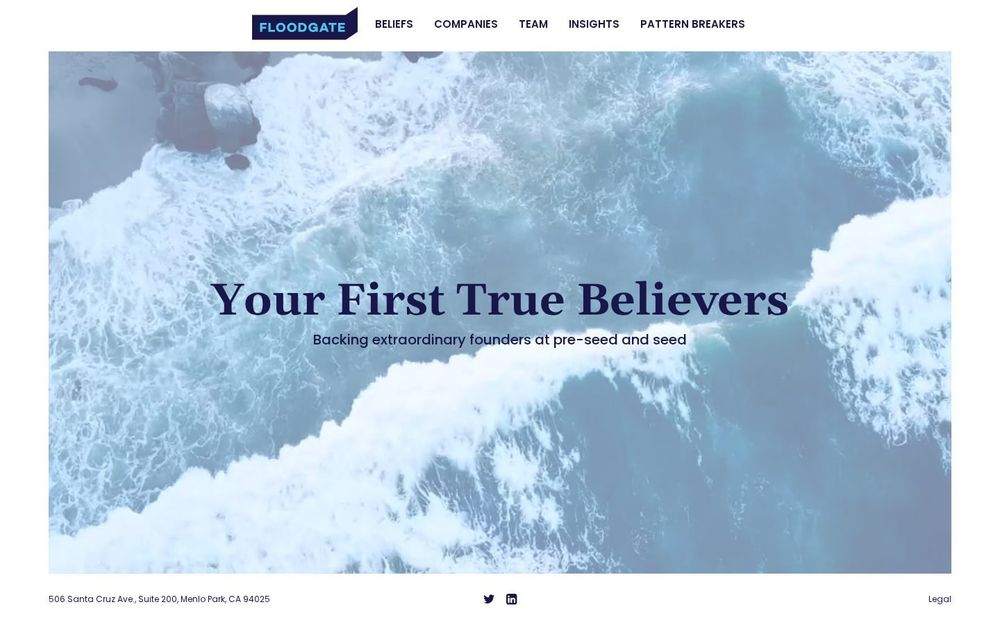 FLOODGATE
BELIEFS COMPANIES TEAM INSIGHTS PATTERN BREAKERS
Your First True Believers
Backing extraordinary founders at pre-seed and seed
506 Santa Cruz Ave., Suite 200, Menlo Park, CA 94025
Legal